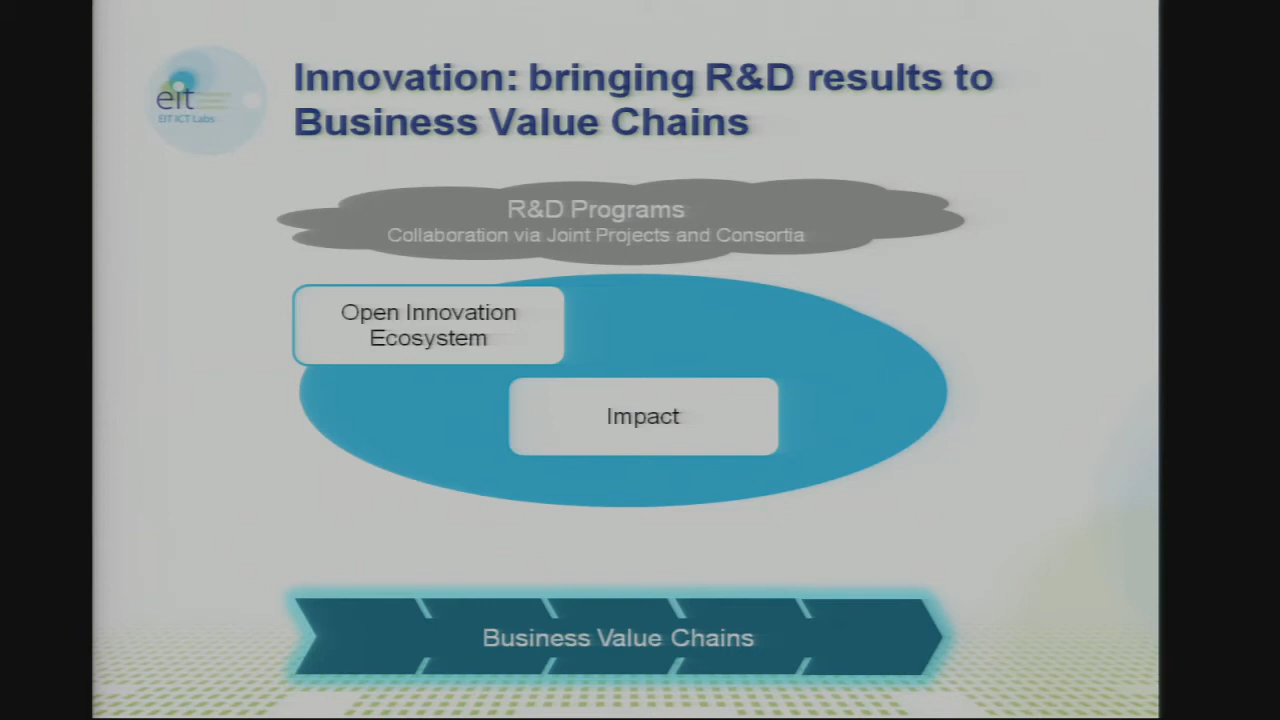 Innovation: bringing R&D results to
Business Value Chains
eit
EIT ICT Labs
R&D Programs
Collaboration via Joint Projects and Consortia
Open Innovation
Ecosystem
Impact
Business Value Chains